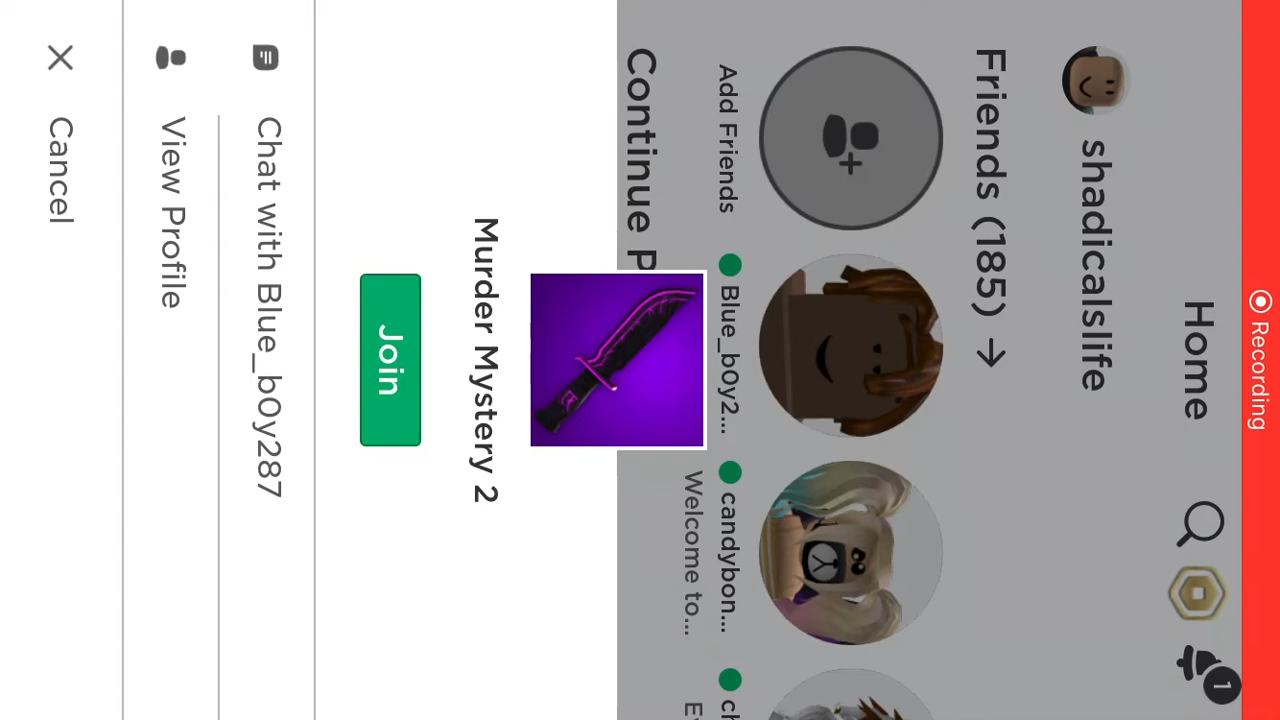 Recording
Home
1
shadicalslife
Friends (185) →
Add Friends
Blue_b0y2...
candybon...
Welcome to...
Continue P
Murder Mystery 2
Join
Chat with Blue_b0y287
View Profile
Cancel